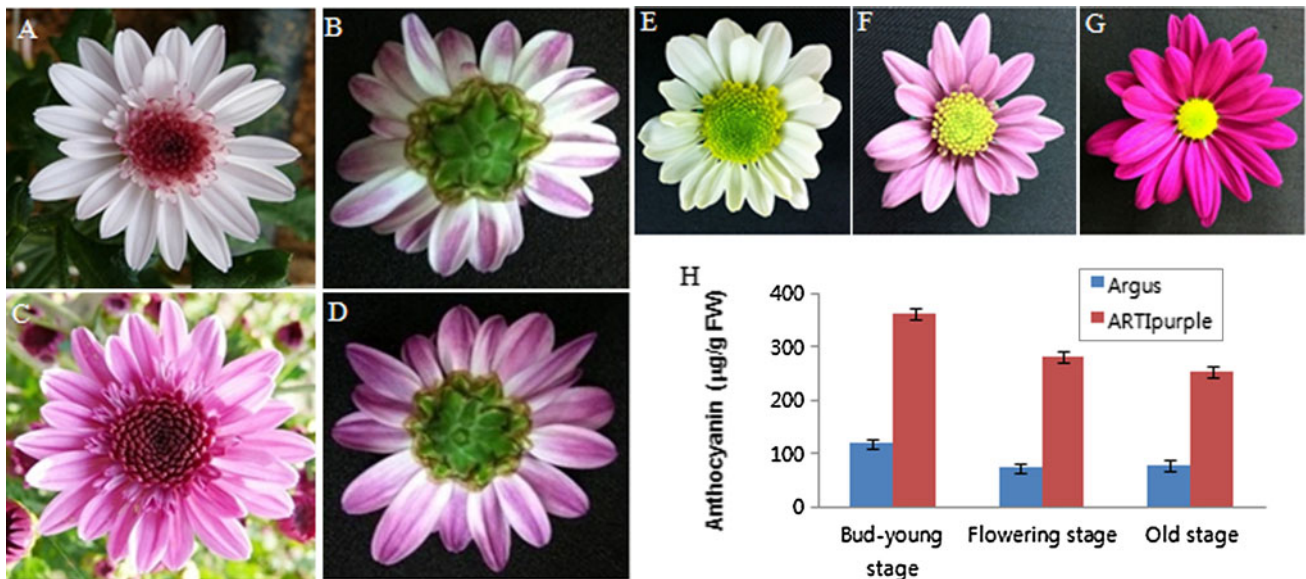 A
B
C
D
E
F
G
H
Argus
ARTIpurple
Anthocyanin (µg/g FW)
400
300
200
100
0
Bud-young
stage
Flowering stage
Old stage